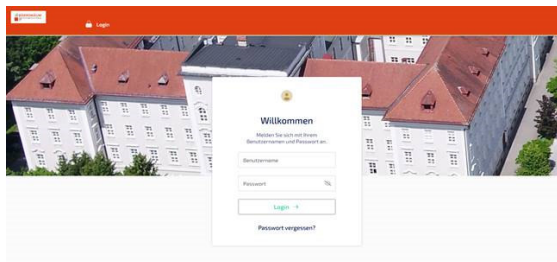 Login
Willkommen
Melden Sie sich mit Ihrem
Benutzernamen und Passwort an.
Benutzername
Passwort
Login →
Passwort vergessen?